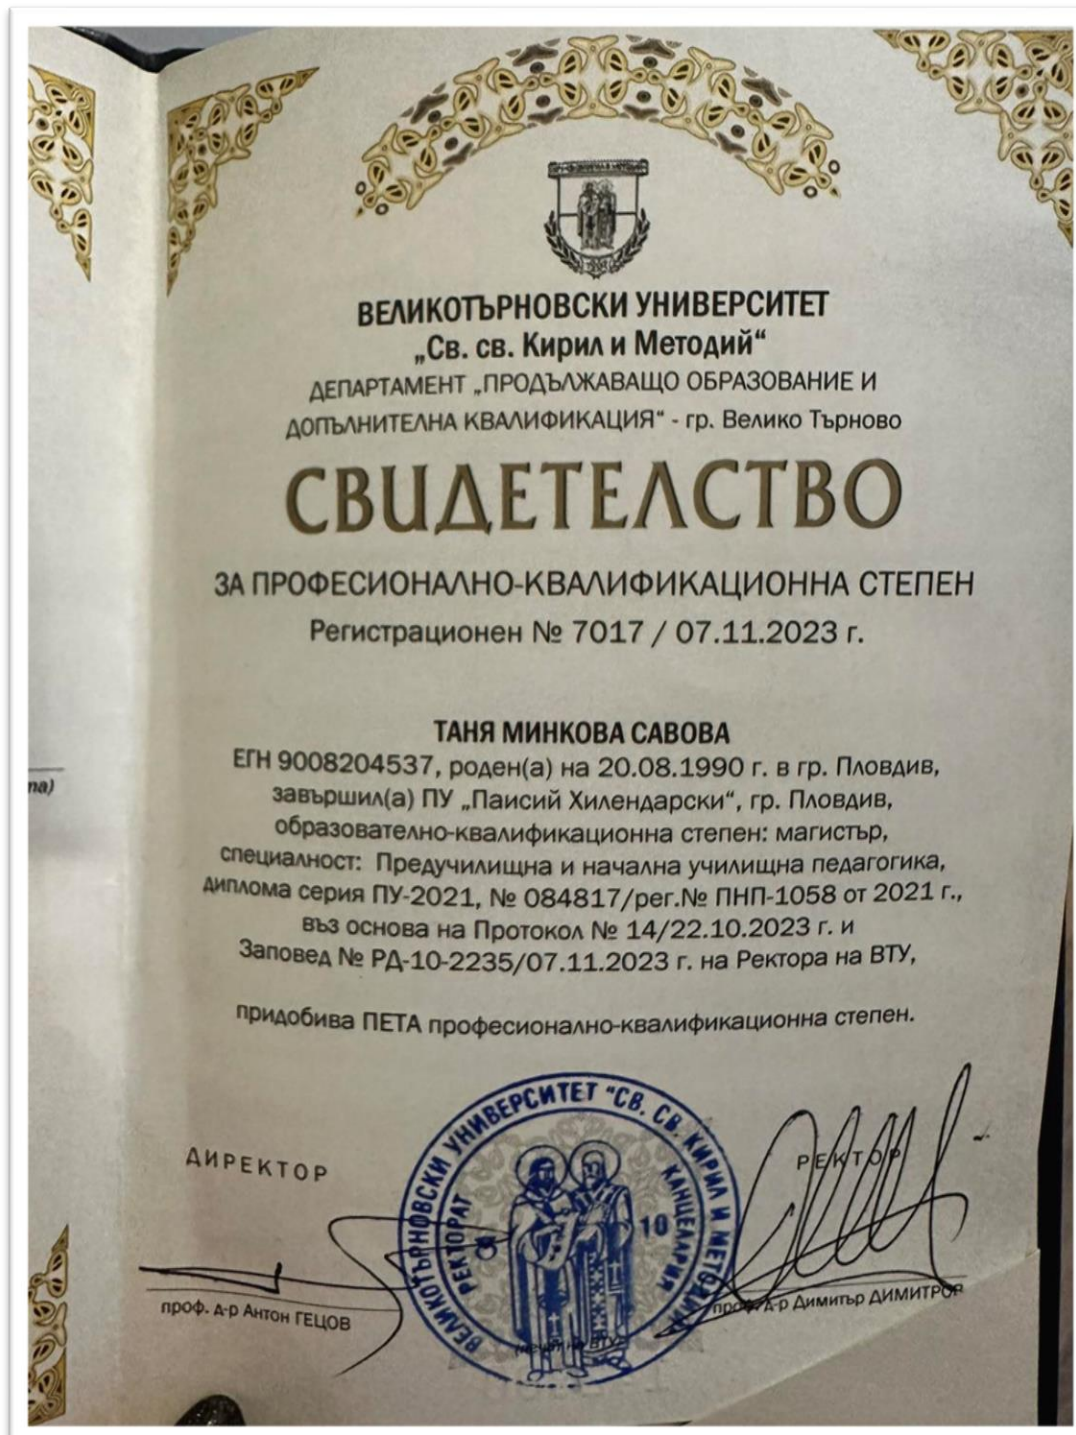 ВЕЛИКОТЪРНОВСКИ УНИВЕРСИТЕТ
„Св. св. Кирил и Методий“
ДЕПАРТАМЕНТ „ПРОДЪЛЖАВАЩО ОБРАЗОВАНИЕ И
ДОПЪЛНИТЕЛНА КВАЛИФИКАЦИЯ“ - гр. Велико Търново
СВИДЕТЕЛСТВО
ЗА ПРОФЕСИОНАЛНО-КВАЛИФИКАЦИОННА СТЕПЕН
Регистрационен № 7017 / 07.11.2023 г.
ТАНЯ МИНКОВА САВОВА
ЕГН 9008204537, роден(а) на 20.08.1990 г. в гр. Пловдив,
завършил(а) ПУ „Паисий Хилендарски“, гр. Пловдив,
образователно-квалификационна степен: магистър,
специалност: Предучилищна и начална училищна педагогика,
диплома серия ПУ-2021, № 084817/рег.№ ПНП-1058 от 2021 г.,
въз основа на Протокол № 14/22.10.2023 г. и
Заповед № РД-10-2235/07.11.2023 г. на Ректора на ВТУ,
придобива ПЕТА професионално-квалификационна степен.
ДИРЕКТОР
РЕКТОР
проф. д-р Антон ГЕЦОВ
проф. д-р Димитър ДИМИТРОВ
ВЕЛИКОТЪРНОВСКИ УНИВЕРСИТЕТ "СВ. СВ. КИРИЛ И МЕТОДИЙ"
РЕКТОРАТ
10
КАНЦЕЛАРИЯ
(печат на ВТУ)